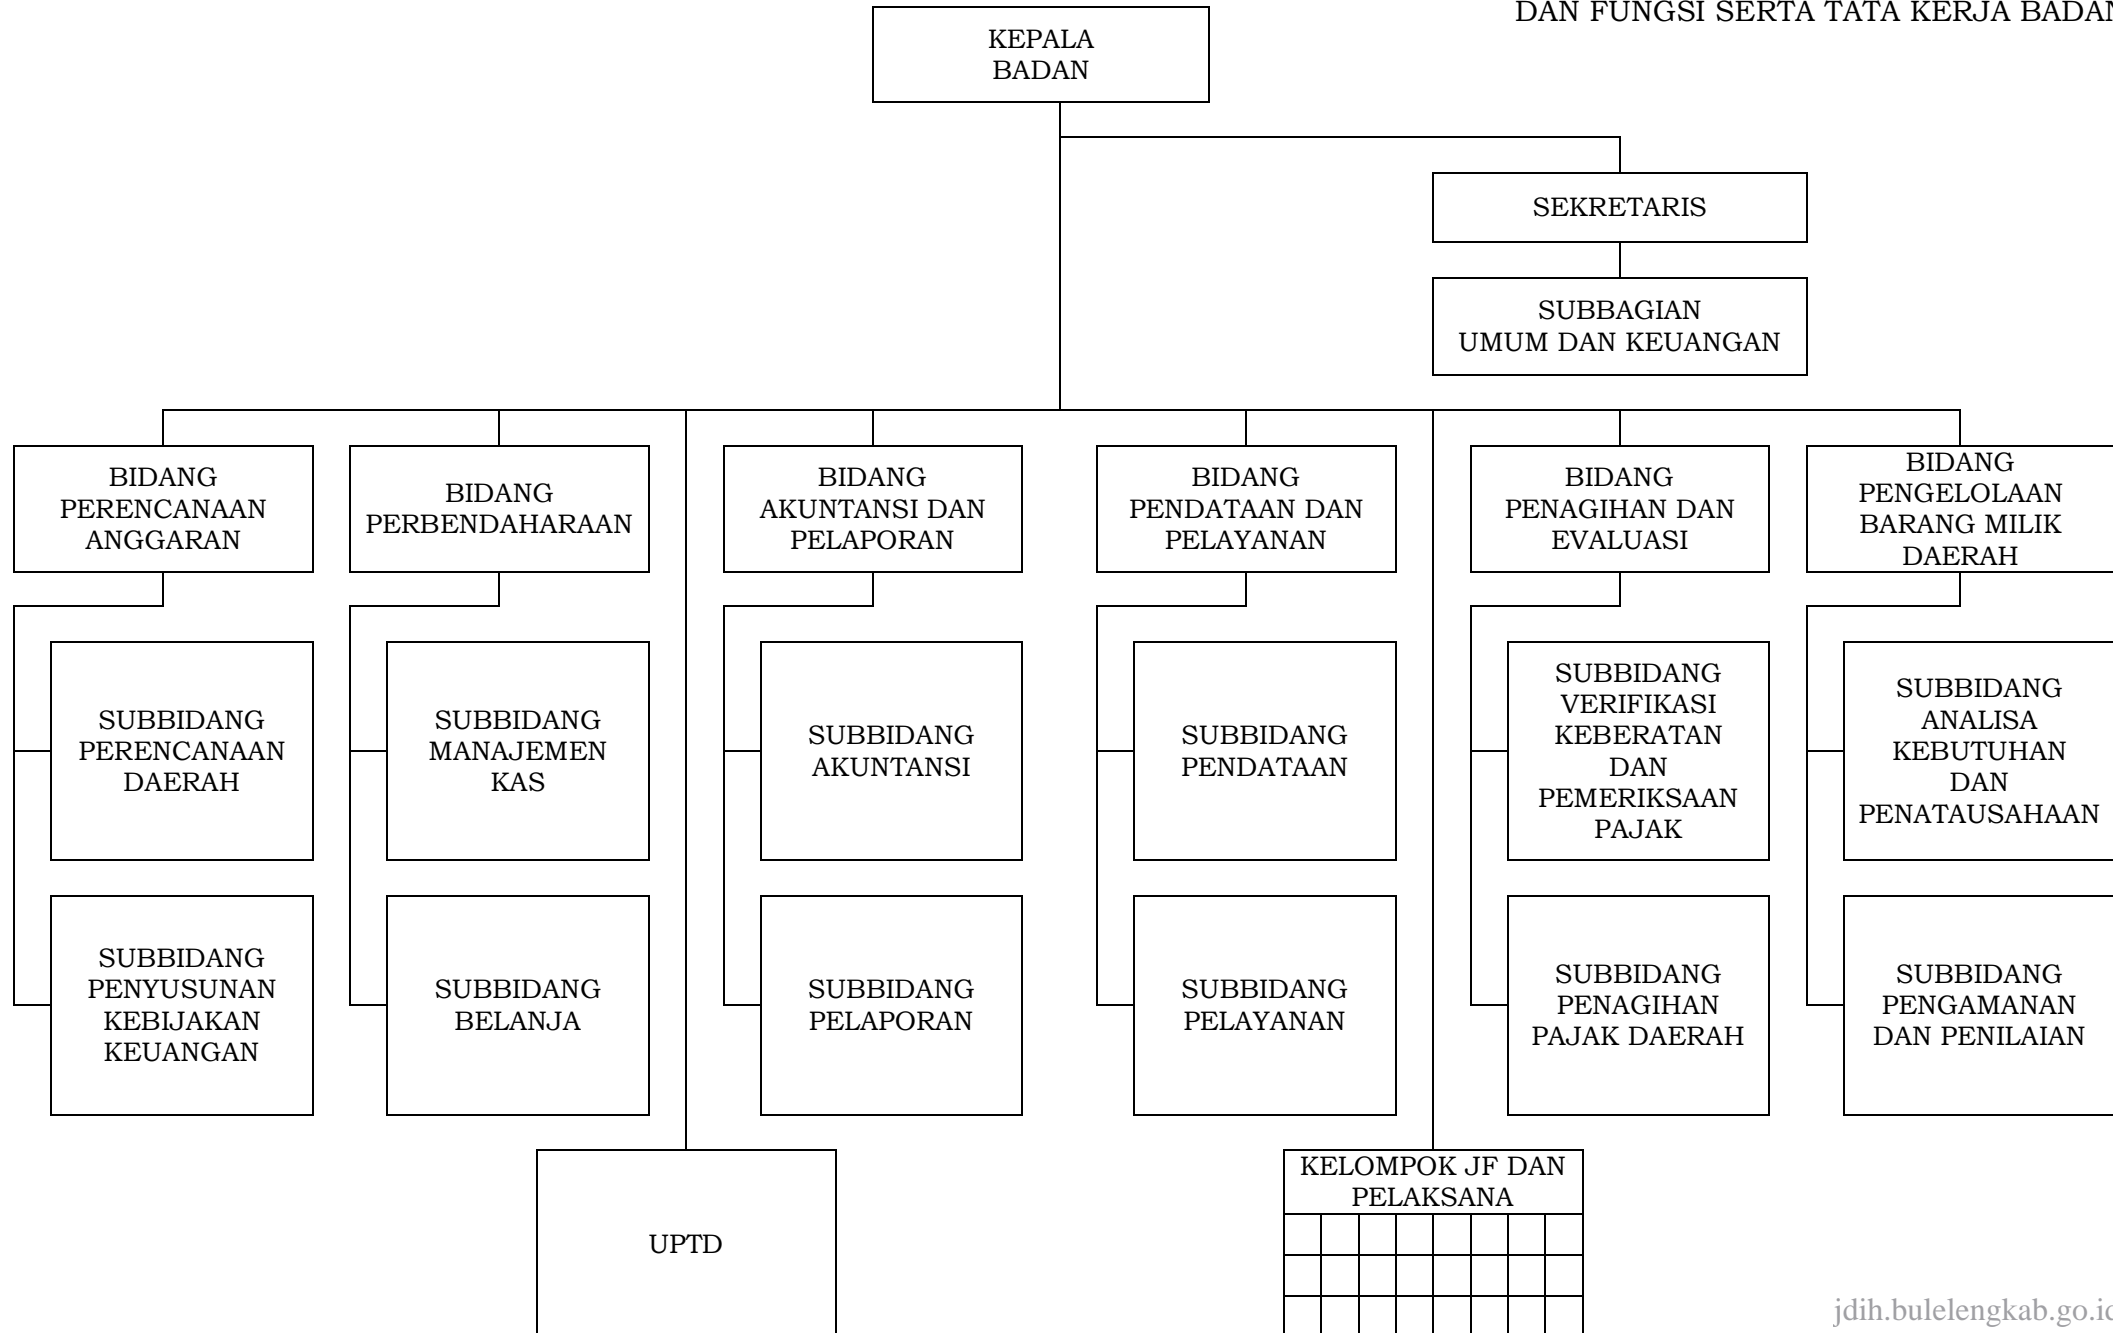 DAN FUNGSI SERTA TATA KERJA BADAN
KEPALA
BADAN
SEKRETARIS
SUBBAGIAN
UMUM DAN KEUANGAN
BIDANG
PERENCANAAN
ANGGARAN
BIDANG
PERBENDAHARAAN
BIDANG
AKUNTANSI DAN
PELAPORAN
BIDANG
PENDATAAN DAN
PELAYANAN
BIDANG
PENAGIHAN DAN
EVALUASI
BIDANG
PENGELOLAAN
BARANG MILIK
DAERAH
SUBBIDANG
PERENCANAAN
DAERAH
SUBBIDANG
MANAJEMEN
KAS
SUBBIDANG
AKUNTANSI
SUBBIDANG
PENDATAAN
SUBBIDANG
VERIFIKASI
KEBERATAN
DAN
PEMERIKSAAN
PAJAK
SUBBIDANG
ANALISA
KEBUTUHAN
DAN
PENATAUSAHAAN
SUBBIDANG
PENYUSUNAN
KEBIJAKAN
KEUANGAN
SUBBIDANG
BELANJA
SUBBIDANG
PELAPORAN
SUBBIDANG
PELAYANAN
SUBBIDANG
PENAGIHAN
PAJAK DAERAH
SUBBIDANG
PENGAMANAN
DAN PENILAIAN
UPTD
KELOMPOK JF DAN
PELAKSANA
jdih.bulelengkab.go.id